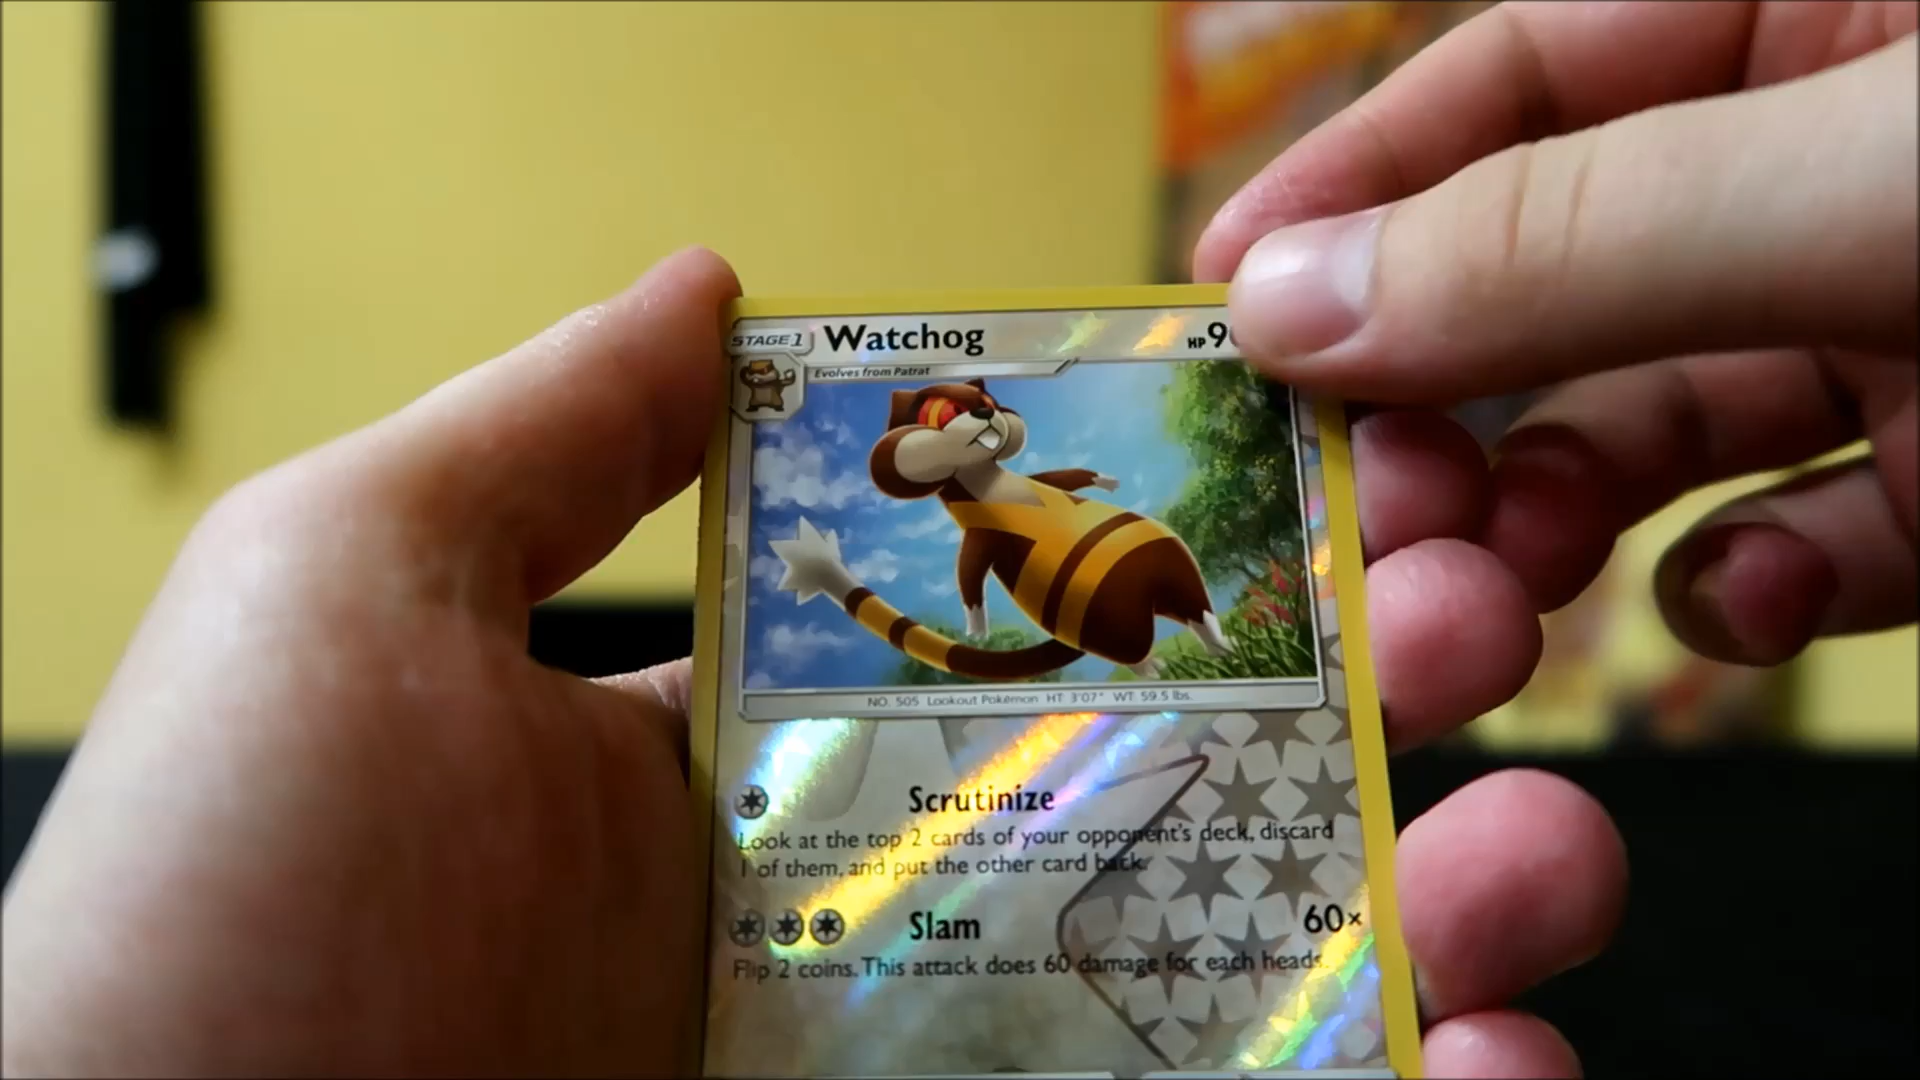 STAGE 1 Watchog HP 9
Evolves from Patrat
NO. 505 Lookout Pokémon HT: 3'07" WT: 59.5 lbs.
Scrutinize
Look at the top 2 cards of your opponent's deck, discard
1 of them, and put the other card back.
Slam 60×
Flip 2 coins. This attack does 60 damage for each heads.